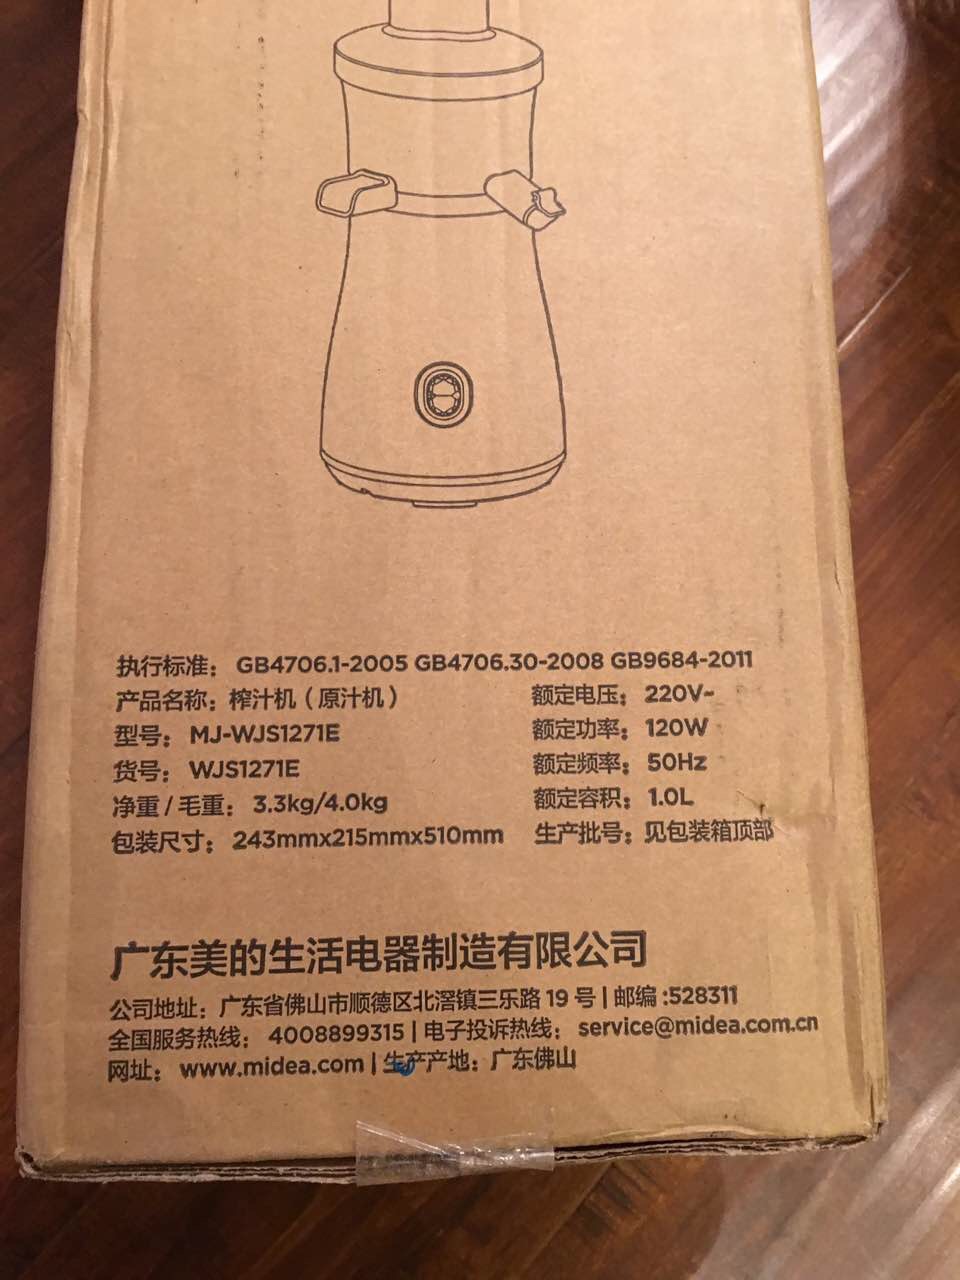 执行标准： GB4706.1-2005 GB4706.30-2008 GB9684-2011
产品名称：榨汁机（原汁机） 额定电压： 220V~
型号： MJ-WJS1271E 额定功率： 120W
货号： WJS1271E 额定频率： 50Hz
净重 / 毛重： 3.3kg/4.0kg 额定容积： 1.0L
包装尺寸： 243mmx215mmx510mm 生产批号：见包装箱顶部
广东美的生活电器制造有限公司
公司地址：广东省佛山市顺德区北滘镇三乐路 19 号 | 邮编 :528311
全国服务热线： 4008899315 | 电子投诉热线： service@midea.com.cn
网址： www.midea.com | 生产产地：广东佛山